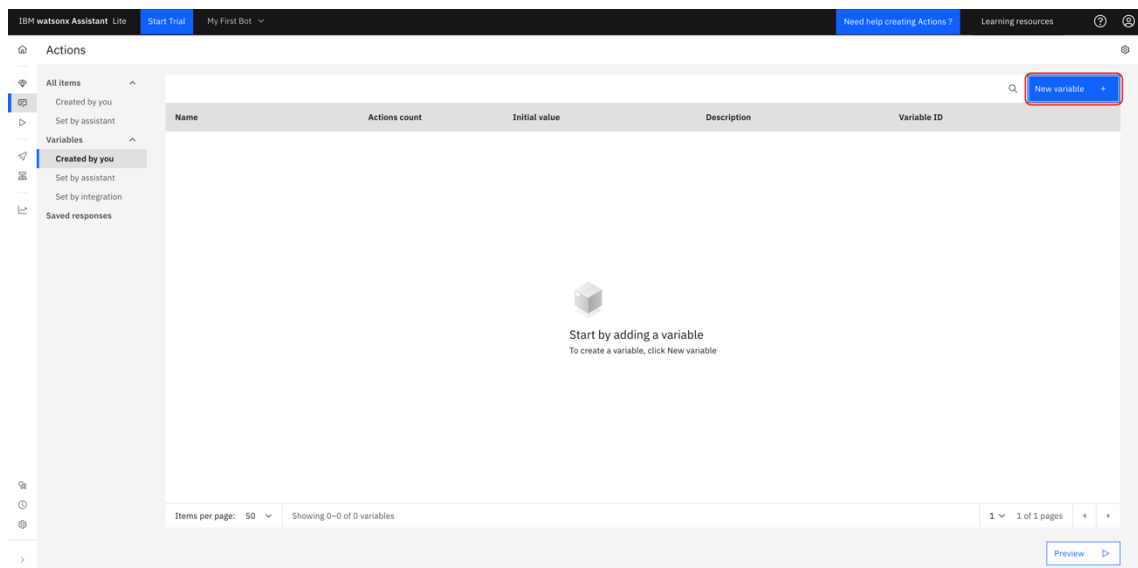 IBM watsonx Assistant Lite Start Trial My First Bot Need help creating Actions ? Learning resources
Actions
All items
Created by you
Set by assistant
Variables
Created by you
Set by assistant
Set by integration
Saved responses
New variable +
Name Actions count Initial value Description Variable ID
Start by adding a variable
To create a variable, click New variable
Items per page: 50 Showing 0–0 of 0 variables 1 1 of 1 pages
Preview